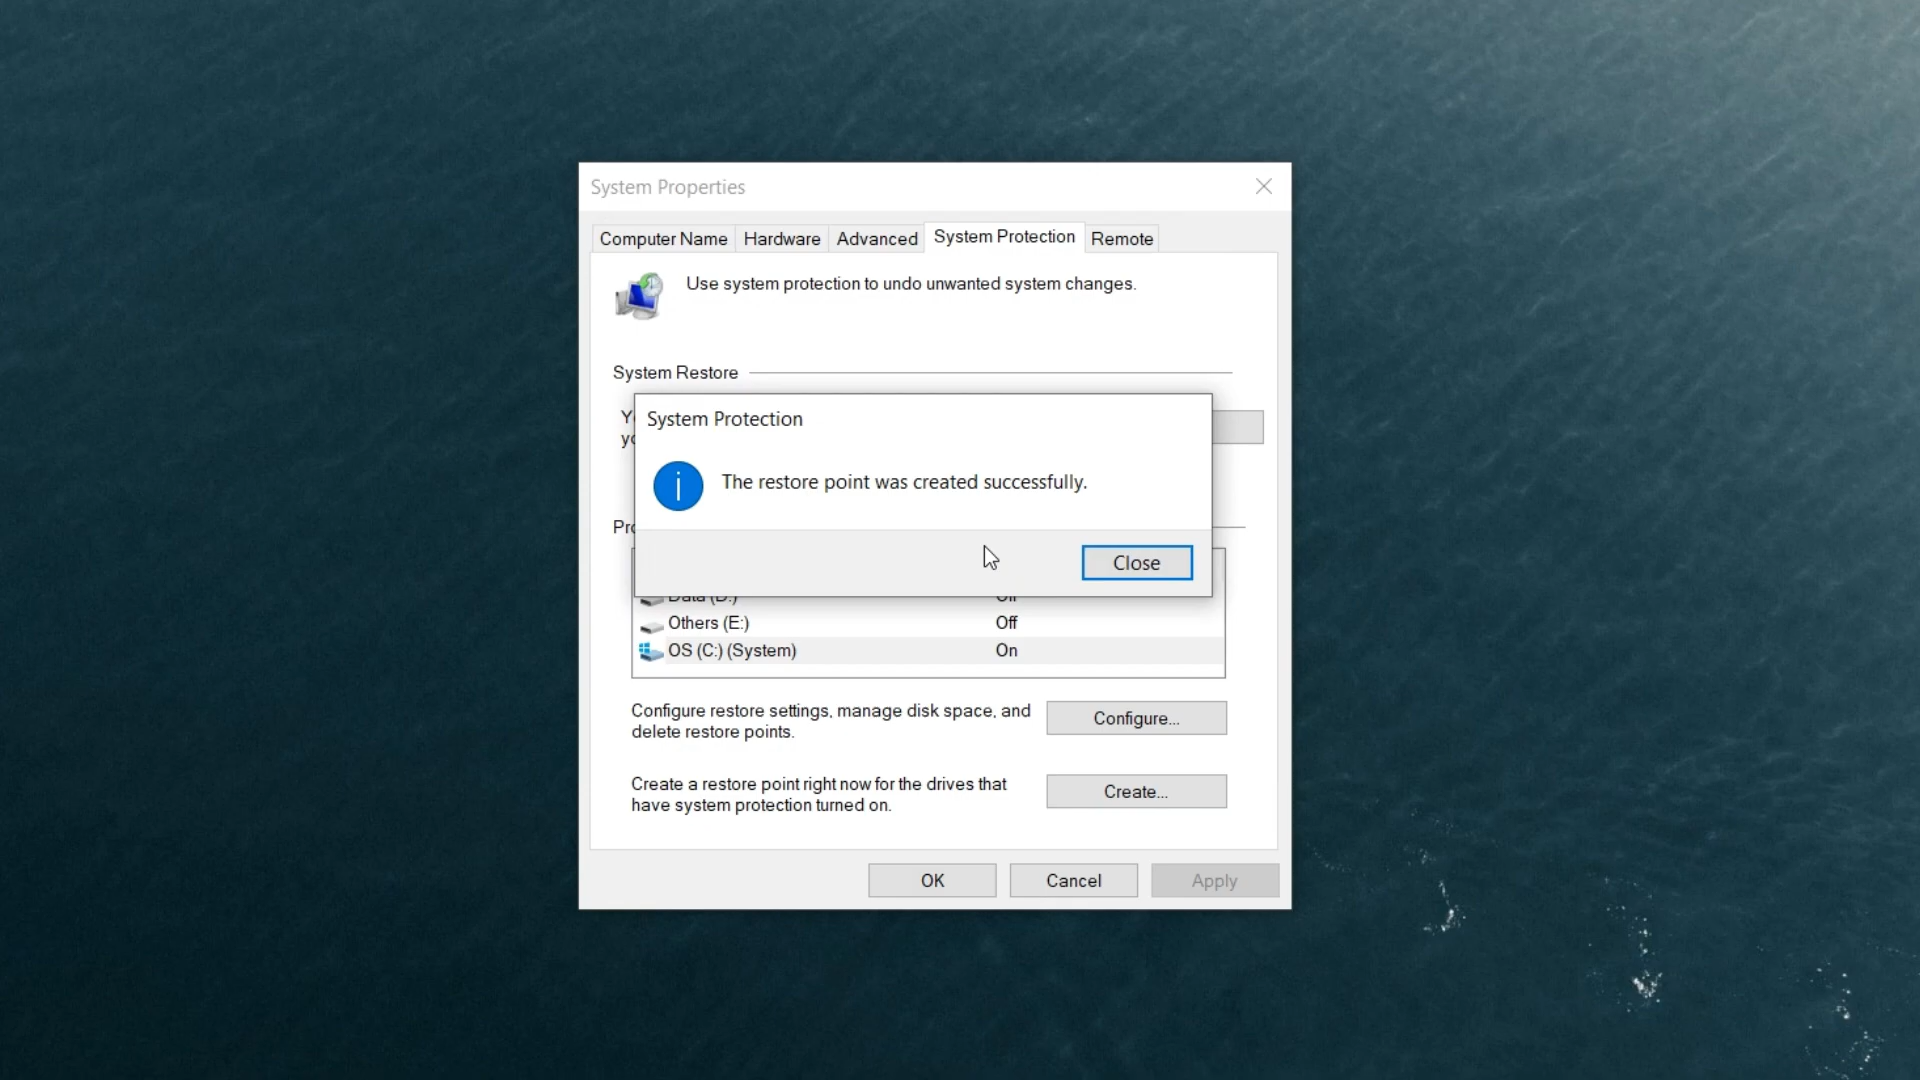 System Properties
Computer Name Hardware Advanced System Protection Remote
Use system protection to undo unwanted system changes.
System Restore
System Protection
The restore point was created successfully.
Close
Others (E:) Off
OS (C:) (System) On
Configure restore settings, manage disk space, and
delete restore points.
Configure...
Create a restore point right now for the drives that
have system protection turned on.
Create...
OK Cancel Apply